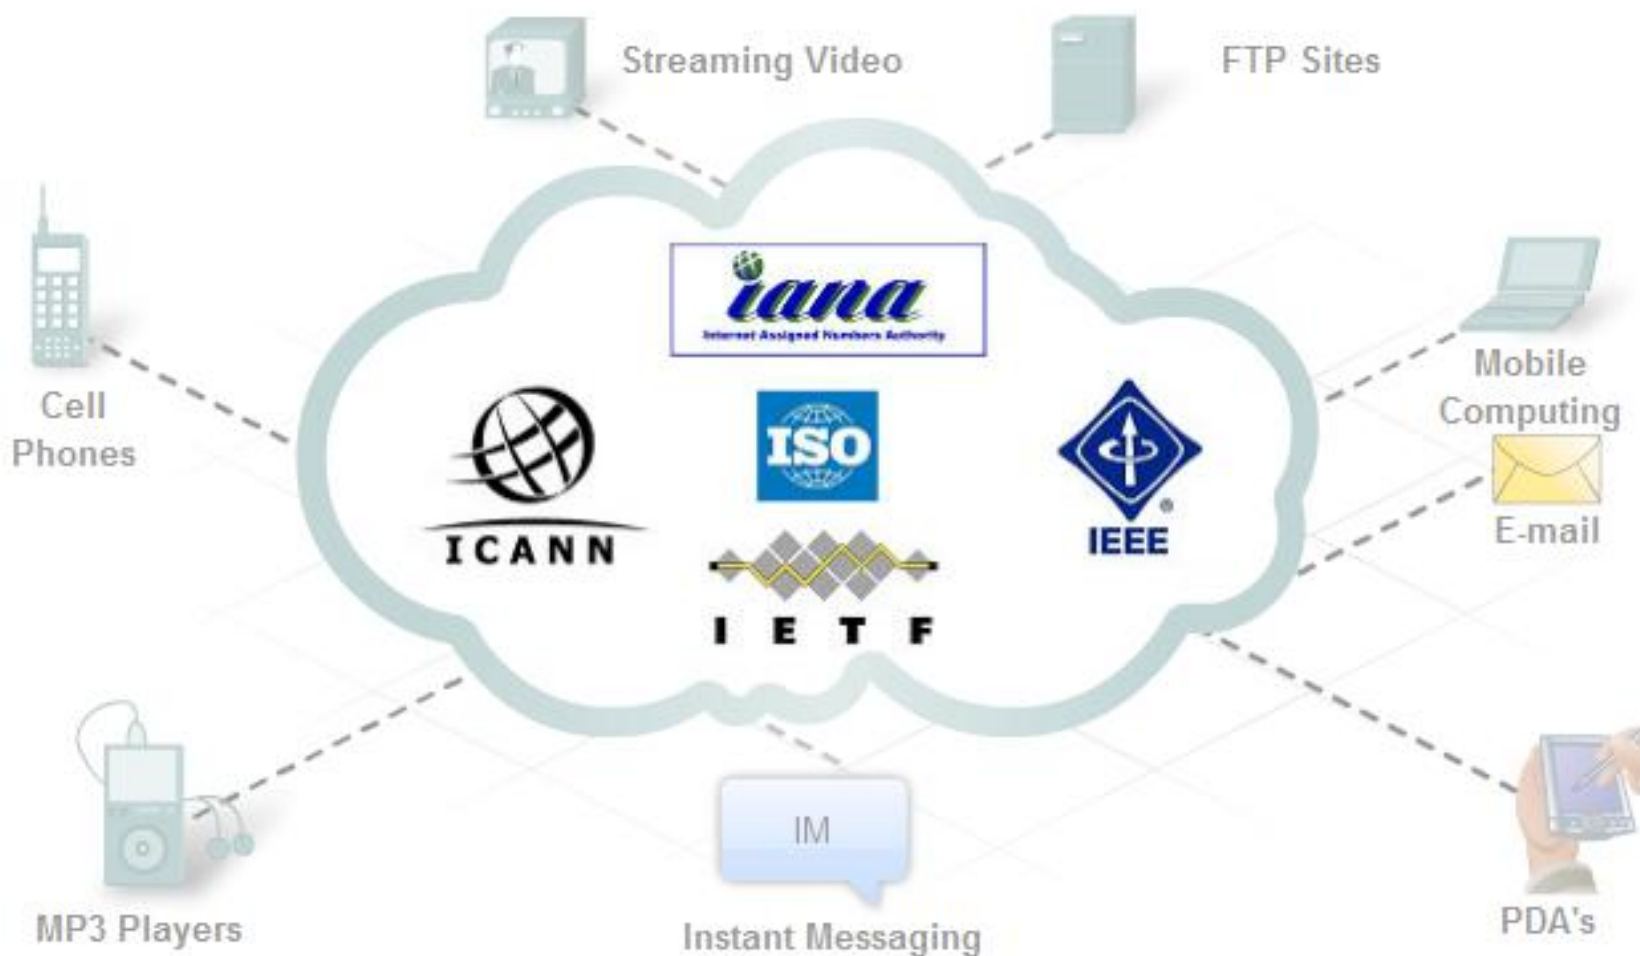 Streaming Video
FTP Sites
iana
Internet Assigned Numbers Authority
Cell
Phones
Mobile
Computing
ICANN
ISO
IEEE
®
E-mail
IETF
IM
MP3 Players
Instant Messaging
PDA's